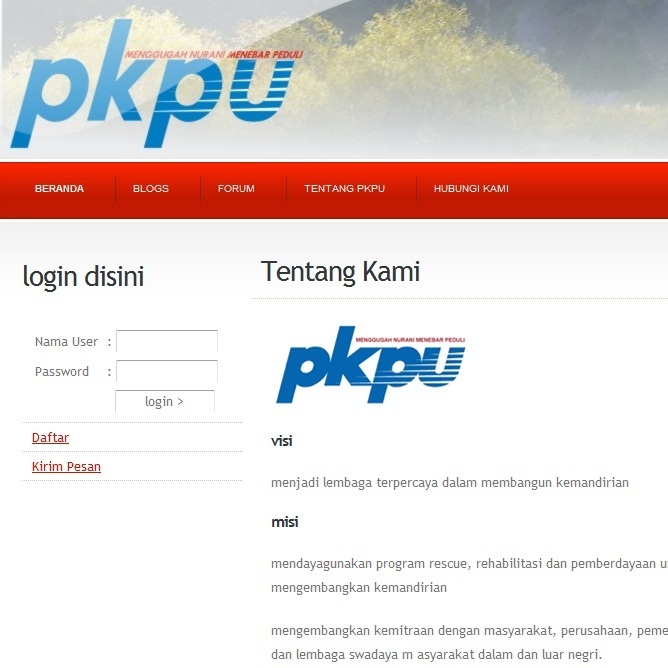 MENGGUGAH NURANI MENEBAR PEDULI
pkpu
BERANDA BLOGS FORUM TENTANG PKPU HUBUNGI KAMI
login disini
Nama User :
Password :
login >
Daftar
Kirim Pesan
Tentang Kami
MENGGUGAH NURANI MENEBAR PEDULI
pkpu
visi
menjadi lembaga terpercaya dalam membangun kemandirian
misi
mendayagunakan program rescue, rehabilitasi dan pemberdayaan u
mengembangkan kemandirian
mengembangkan kemitraan dengan masyarakat, perusahaan, peme
dan lembaga swadaya m asyarakat dalam dan luar negri.